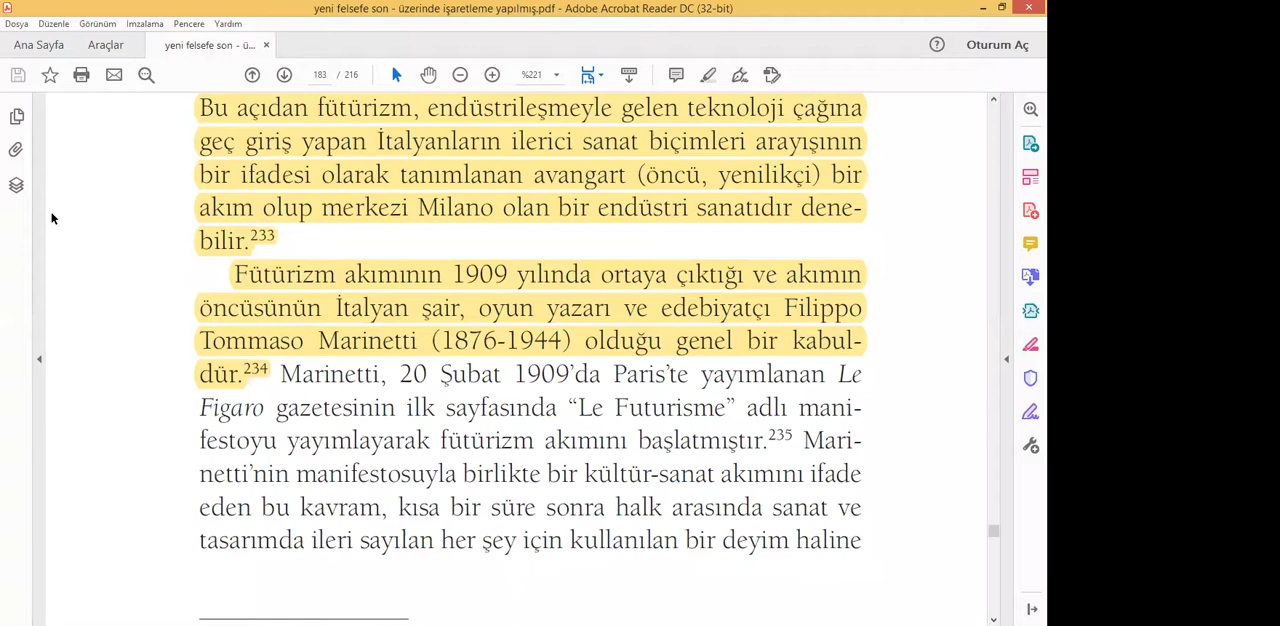 yeni felsefe son - üzerinde işaretleme yapılmış.pdf - Adobe Acrobat Reader DC (32-bit)
Dosya Düzenle Görünüm İmzalama Pencere Yardım
Ana Sayfa Araçlar yeni felsefe son - ü... × Oturum Aç
183 / 216 %221
Bu açıdan fütürizm, endüstrileşmeyle gelen teknoloji çağına
geç giriş yapan İtalyanların ilerici sanat biçimleri arayışının
bir ifadesi olarak tanımlanan avangart (öncü, yenilikçi) bir
akım olup merkezi Milano olan bir endüstri sanatıdır dene-
bilir.233
Fütürizm akımının 1909 yılında ortaya çıktığı ve akımın
öncüsünün İtalyan şair, oyun yazarı ve edebiyatçı Filippo
Tommaso Marinetti (1876-1944) olduğu genel bir kabul-
dür.234 Marinetti, 20 Şubat 1909’da Paris’te yayımlanan Le
Figaro gazetesinin ilk sayfasında “Le Futurisme” adlı mani-
festoyu yayımlayarak fütürizm akımını başlatmıştır.235 Mari-
netti’nin manifestosuyla birlikte bir kültür-sanat akımını ifade
eden bu kavram, kısa bir süre sonra halk arasında sanat ve
tasarımda ileri sayılan her şey için kullanılan bir deyim haline